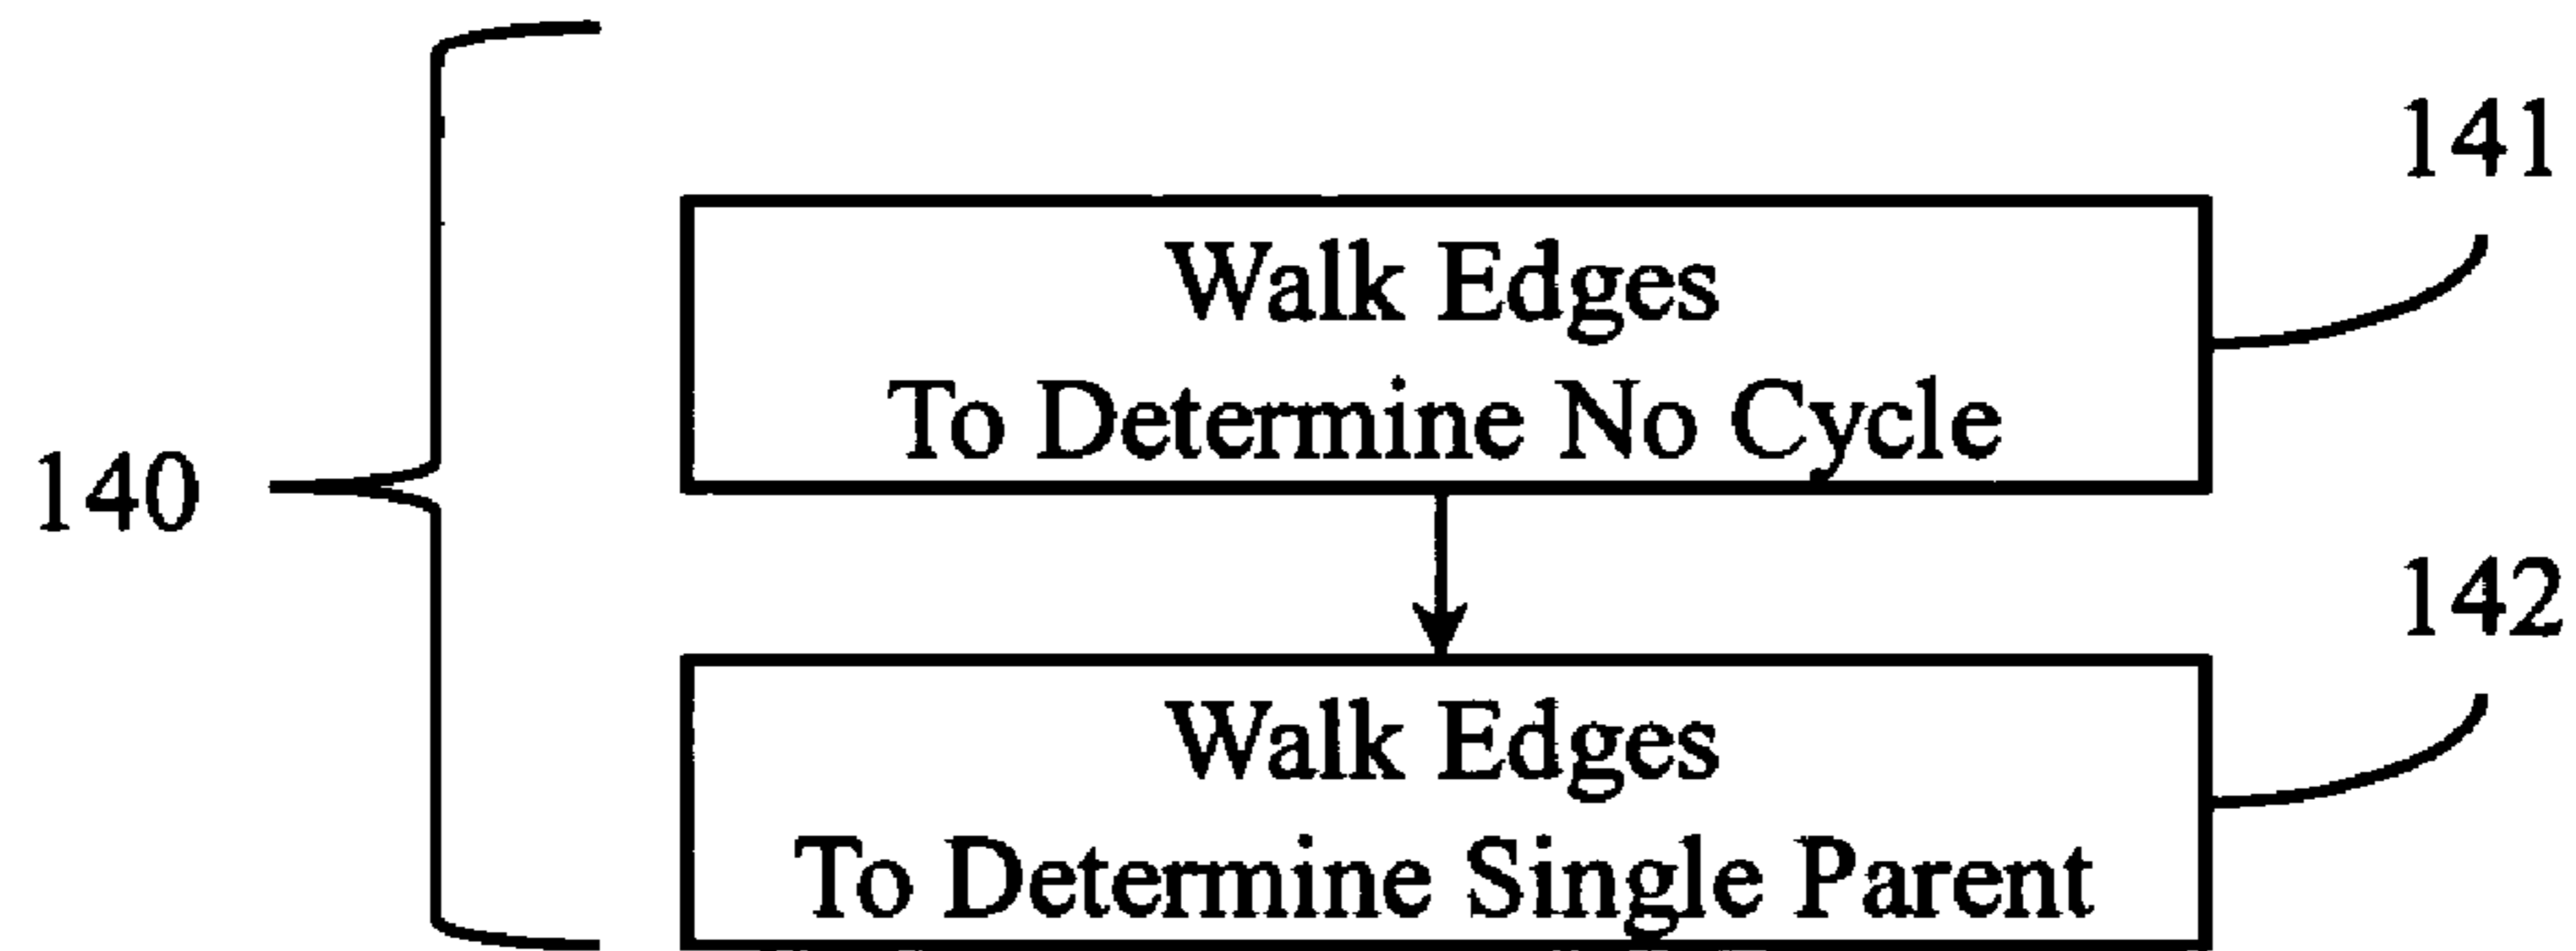 141
Walk Edges
To Determine No Cycle
140
142
Walk Edges
To Determine Single Parent